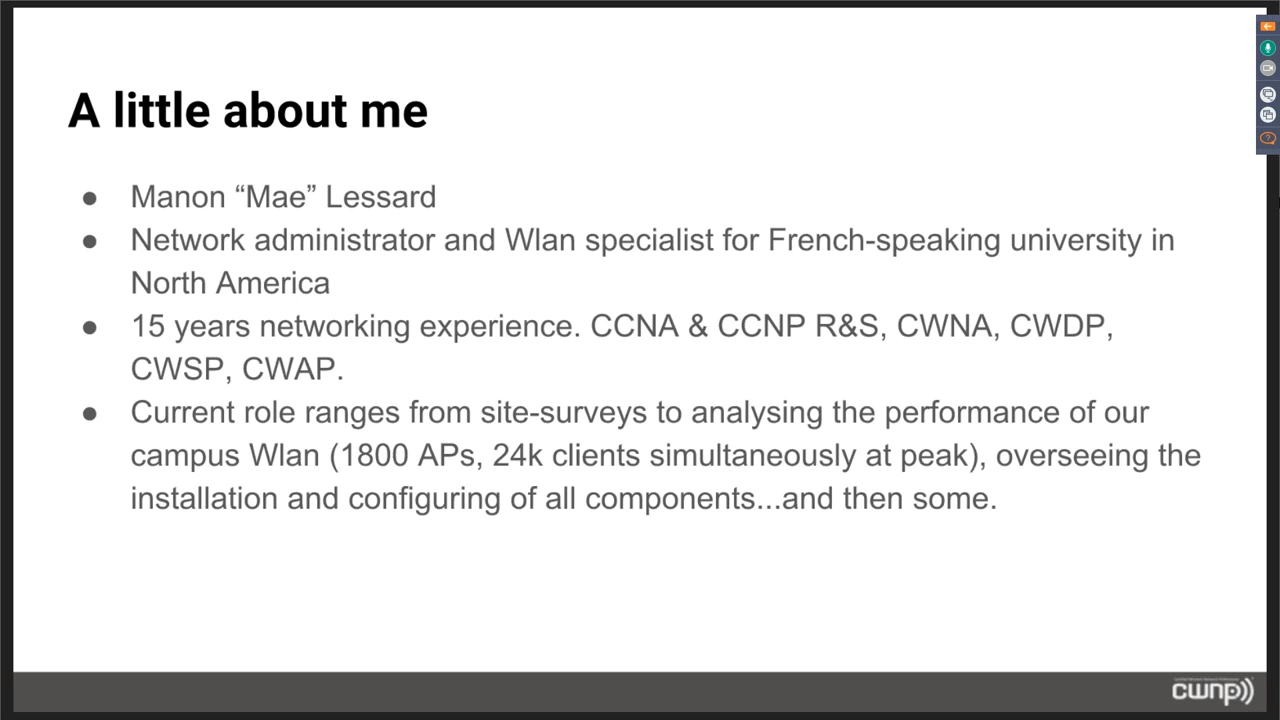 A little about me
● Manon “Mae” Lessard
● Network administrator and Wlan specialist for French-speaking university in
North America
● 15 years networking experience. CCNA & CCNP R&S, CWNA, CWDP,
CWSP, CWAP.
● Current role ranges from site-surveys to analysing the performance of our
campus Wlan (1800 APs, 24k clients simultaneously at peak), overseeing the
installation and configuring of all components...and then some.
cwnp